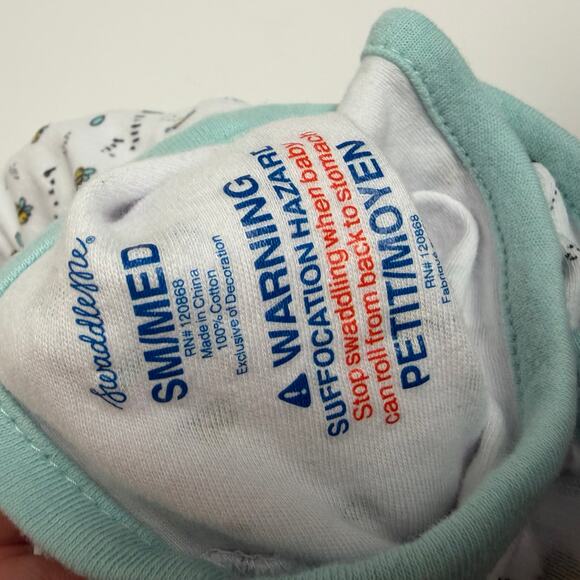 swaddleme®
SM/MED
RN# 120868
Made in China
100% Cotton
Exclusive of Decoration
WARNING
SUFFOCATION HAZARD
Stop swaddling when baby
can roll from back to stomach
PETIT/MOYEN
RN# 120868